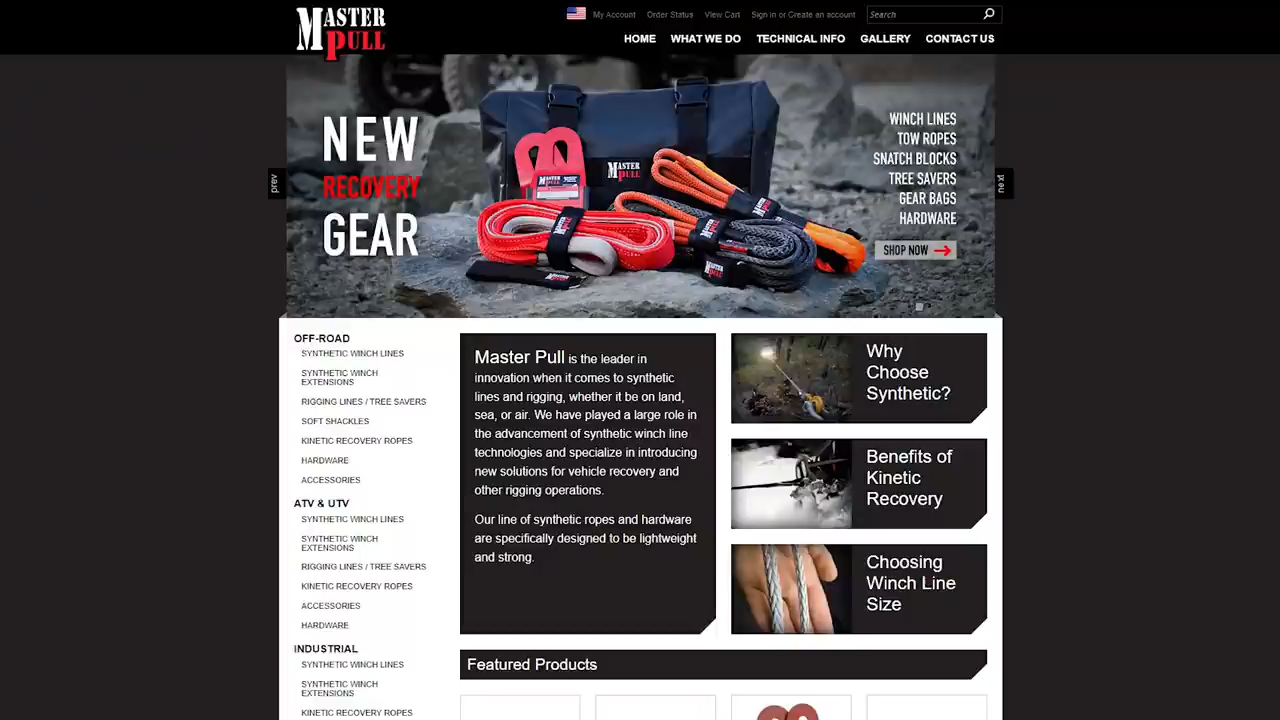 MASTER
PULL
My Account
Order Status
View Cart
Sign in or Create an account
Search
HOME
WHAT WE DO
TECHNICAL INFO
GALLERY
CONTACT US
NEW
RECOVERY
GEAR
prev
MASTER
PULL
WINCH LINES
TOW ROPES
SNATCH BLOCKS
TREE SAVERS
GEAR BAGS
HARDWARE
SHOP NOW
next
OFF-ROAD
SYNTHETIC WINCH LINES
SYNTHETIC WINCH
EXTENSIONS
RIGGING LINES / TREE SAVERS
SOFT SHACKLES
KINETIC RECOVERY ROPES
HARDWARE
ACCESSORIES
ATV & UTV
SYNTHETIC WINCH LINES
SYNTHETIC WINCH
EXTENSIONS
RIGGING LINES / TREE SAVERS
KINETIC RECOVERY ROPES
ACCESSORIES
HARDWARE
INDUSTRIAL
SYNTHETIC WINCH LINES
SYNTHETIC WINCH
EXTENSIONS
KINETIC RECOVERY ROPES
Master Pull is the leader in
innovation when it comes to synthetic
lines and rigging, whether it be on land,
sea, or air. We have played a large role in
the advancement of synthetic winch line
technologies and specialize in introducing
new solutions for vehicle recovery and
other rigging operations.
Our line of synthetic ropes and hardware
are specifically designed to be lightweight
and strong.
Why
Choose
Synthetic?
Benefits of
Kinetic
Recovery
Choosing
Winch Line
Size
Featured Products